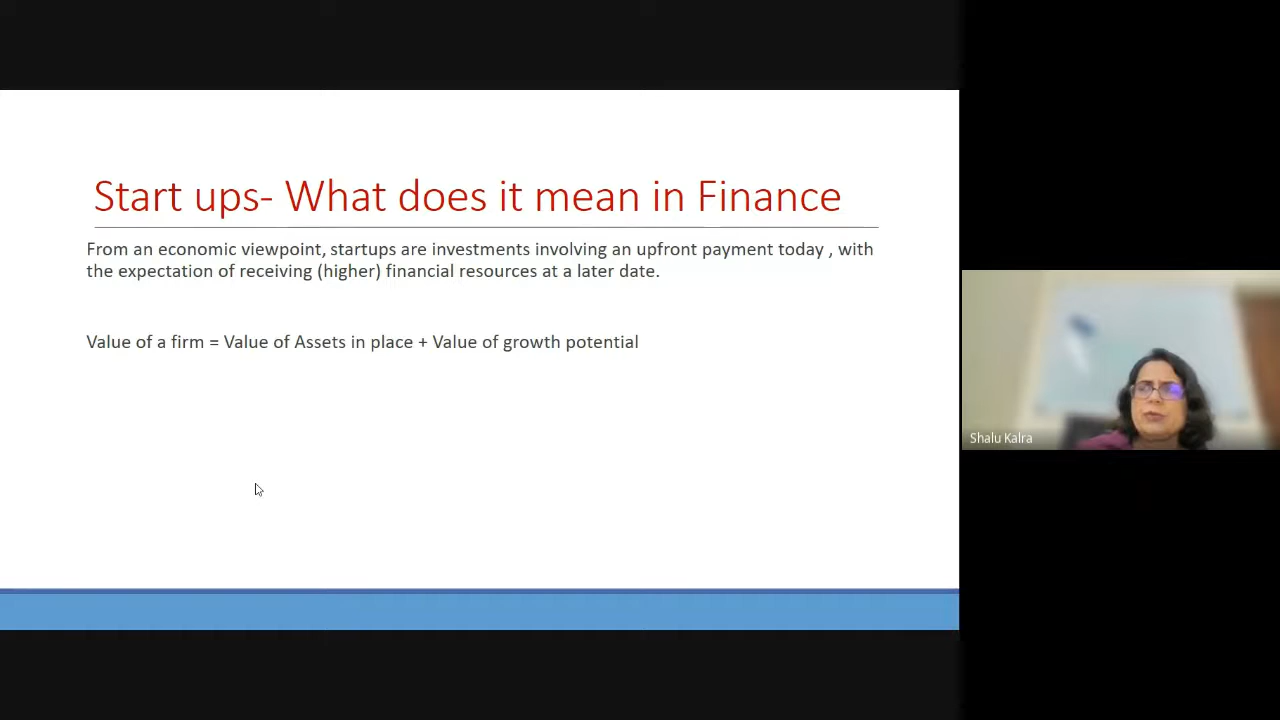 Start ups- What does it mean in Finance
From an economic viewpoint, startups are investments involving an upfront payment today , with
the expectation of receiving (higher) financial resources at a later date.
Value of a firm = Value of Assets in place + Value of growth potential
Shalu Kalra